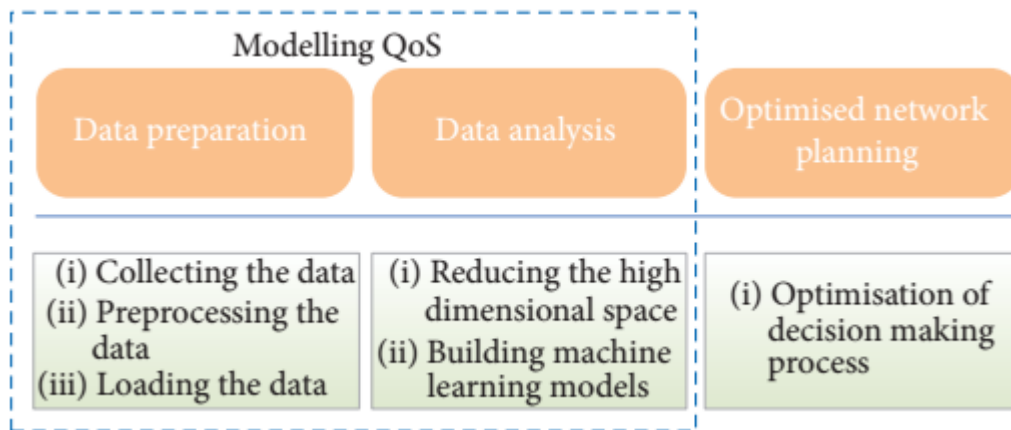 Modelling QoS
Data preparation
Data analysis
Optimised network
planning
(i) Collecting the data
(ii) Preprocessing the
data
(iii) Loading the data
(i) Reducing the high
dimensional space
(ii) Building machine
learning models
(i) Optimisation of
decision making
process